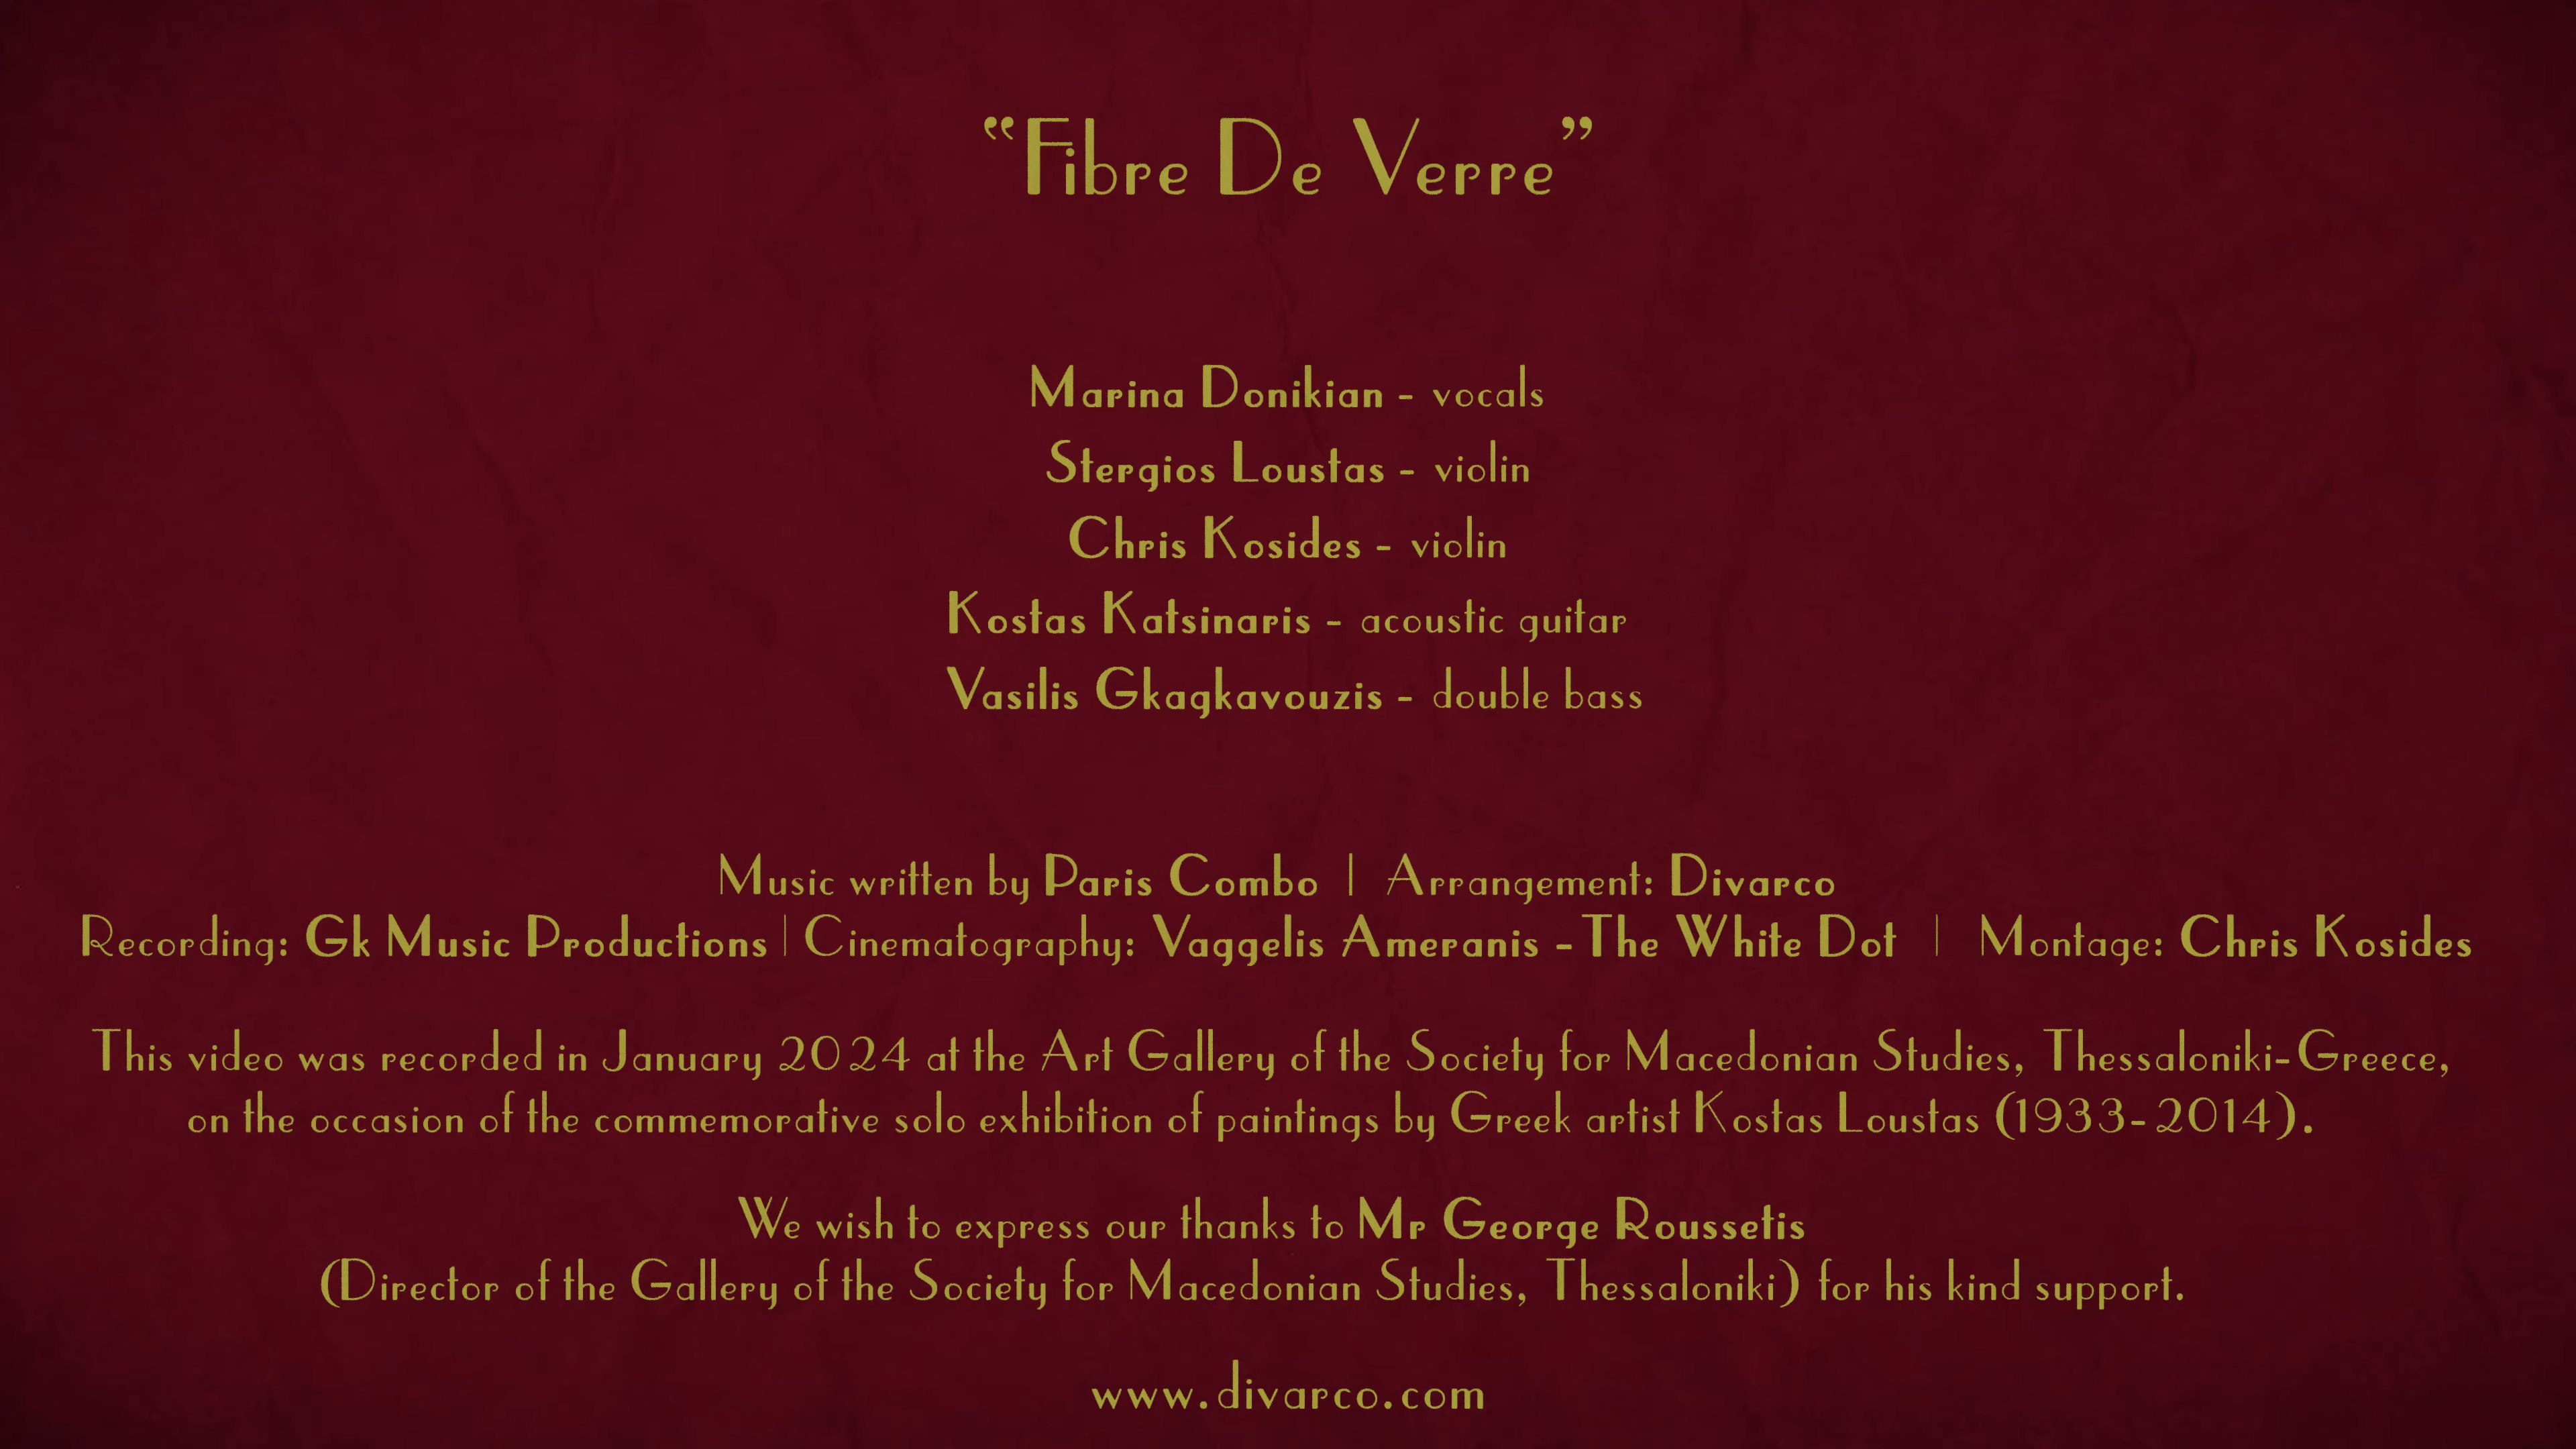 “Fibre De Verre”
Marina Donikian - vocals
Stergios Loustas - violin
Chris Kosides - violin
Kostas Katsinaris - acoustic guitar
Vasilis Gkagkavouzis - double bass
Music written by Paris Combo | Arrangement: Divarco
Recording: Gk Music Productions | Cinematography: Vaggelis Ameranis - The White Dot | Montage: Chris Kosides
This video was recorded in January 2024 at the Art Gallery of the Society for Macedonian Studies, Thessaloniki-Greece,
on the occasion of the commemorative solo exhibition of paintings by Greek artist Kostas Loustas (1933-2014).
We wish to express our thanks to Mr George Roussetis
(Director of the Gallery of the Society for Macedonian Studies, Thessaloniki) for his kind support.
www.divarco.com